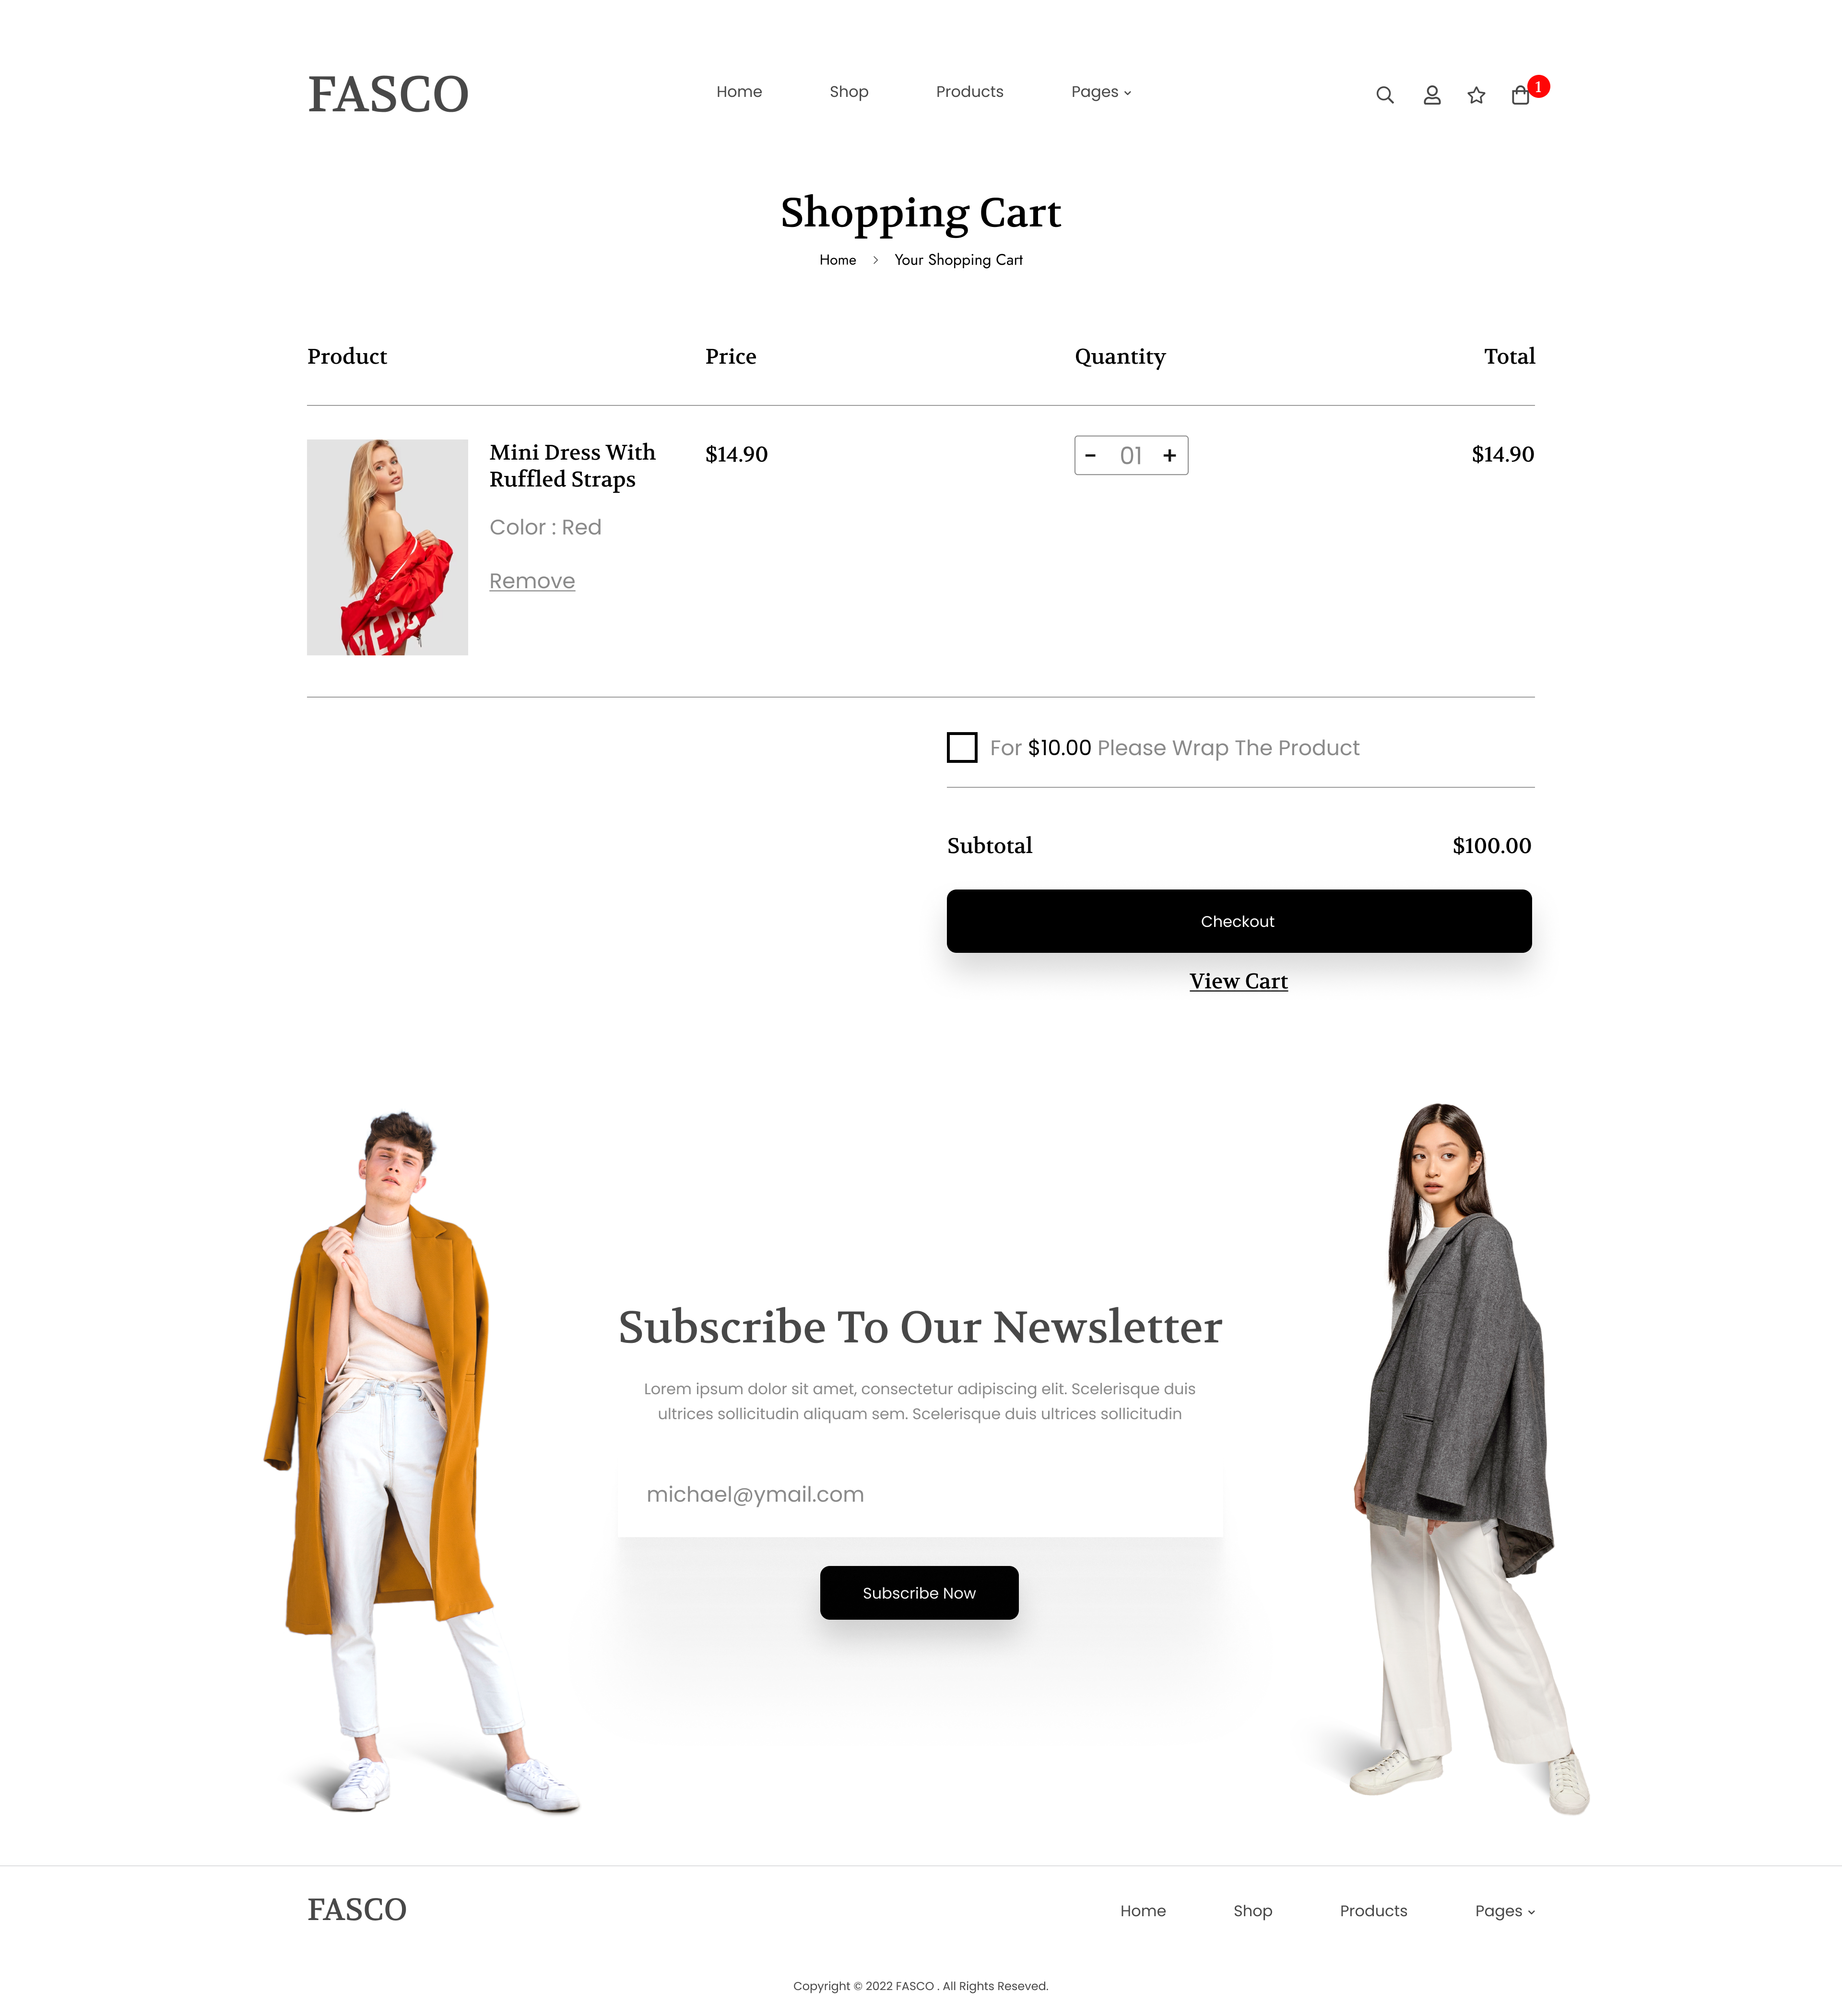 FASCO
Home Shop Products Pages
1
Shopping Cart
Home > Your Shopping Cart
Product Price Quantity Total
Mini Dress With
Ruffled Straps
$14.90 - 01 + $14.90
Color : Red
Remove
BERG
For $10.00 Please Wrap The Product
Subtotal $100.00
Checkout
View Cart
Subscribe To Our Newsletter
Lorem ipsum dolor sit amet, consectetur adipiscing elit. Scelerisque duis
ultrices sollicitudin aliquam sem. Scelerisque duis ultrices sollicitudin
michael@ymail.com
Subscribe Now
FASCO
Home Shop Products Pages
Copyright © 2022 FASCO . All Rights Reseved.